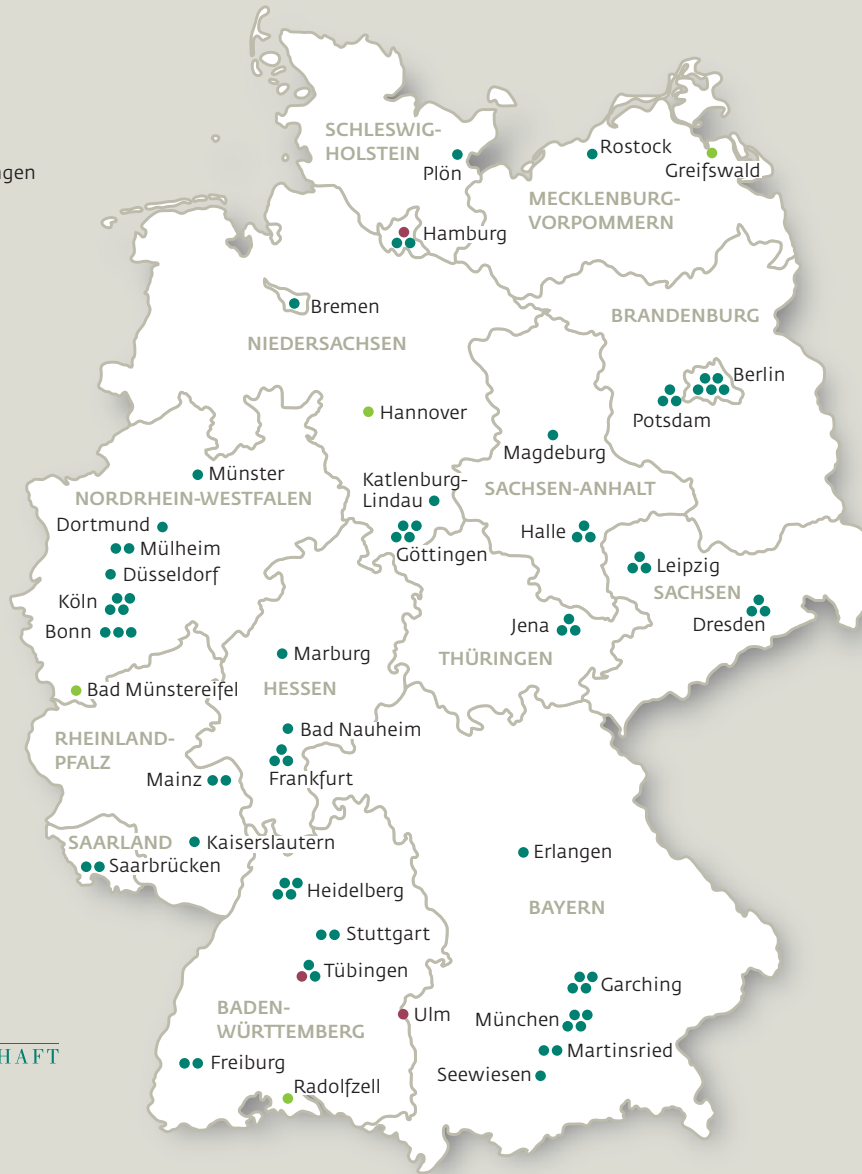 SCHLESWIG-
HOLSTEIN
Plön
Rostock
Greifswald
ngen
MECKLENBURG-
VORPOMMERN
Hamburg
Bremen
BRANDENBURG
NIEDERSACHSEN
Berlin
Potsdam
Hannover
Magdeburg
Münster
Katlenburg-
Lindau
SACHSEN-ANHALT
NORDRHEIN-WESTFALEN
Dortmund
Mülheim
Göttingen
Halle
Leipzig
Düsseldorf
SACHSEN
Köln
Bonn
Jena
Dresden
Marburg
THÜRINGEN
Bad Münstereifel
HESSEN
RHEINLAND-
PFALZ
Bad Nauheim
Mainz
Frankfurt
SAARLAND
Kaiserslautern
Saarbrücken
Erlangen
Heidelberg
BAYERN
Stuttgart
Tübingen
Garching
BADEN-
WÜRTTEMBERG
Ulm
München
HAFT
Freiburg
Martinsried
Seewiesen
Radolfzell